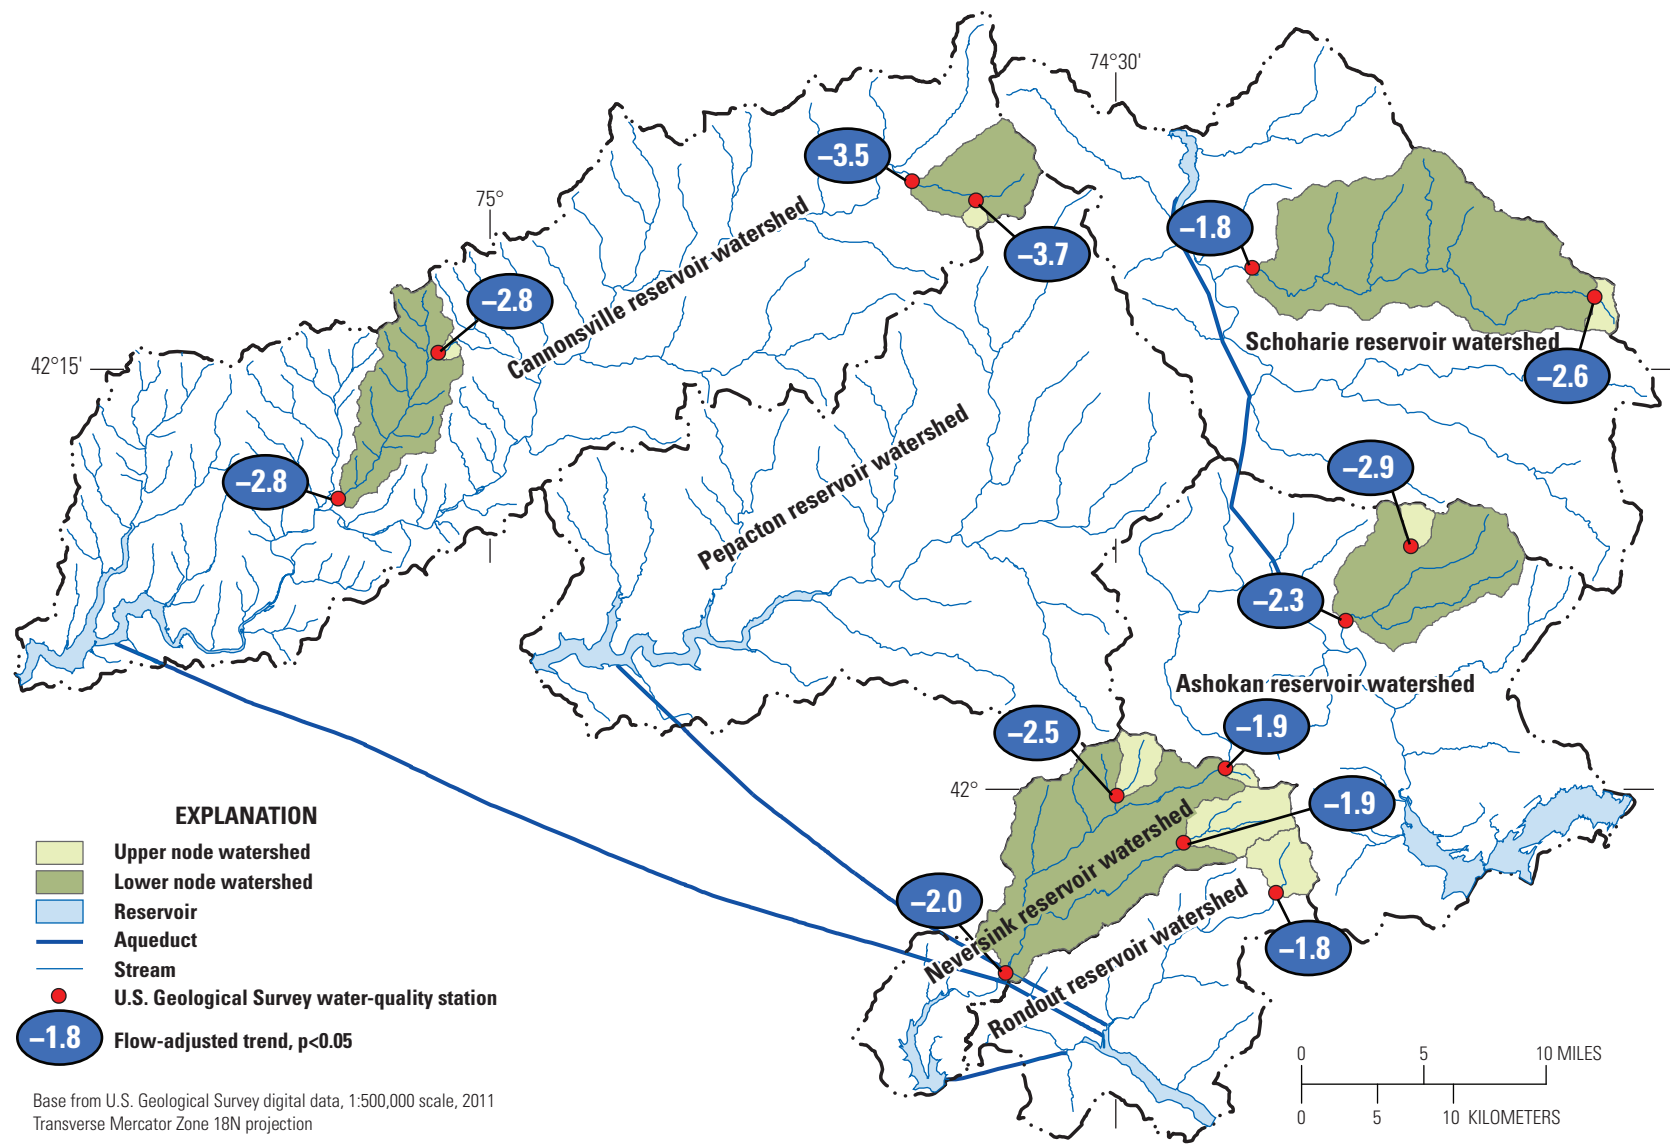 74°30'
−3.5
75°
−1.8
−3.7
−2.8
Cannonsville reservoir watershed
Schoharie reservoir watershed
42°15'
−2.6
Pepacton reservoir watershed
−2.9
−2.8
−2.3
Ashokan reservoir watershed
−2.5
−1.9
42°
−1.9
Neversink reservoir watershed
−2.0
Rondout reservoir watershed
−1.8
EXPLANATION
Upper node watershed
Lower node watershed
Reservoir
Aqueduct
Stream
U.S. Geological Survey water-quality station
−1.8 Flow-adjusted trend, p<0.05
0 5 10 MILES
0 5 10 KILOMETERS
Base from U.S. Geological Survey digital data, 1:500,000 scale, 2011
Transverse Mercator Zone 18N projection